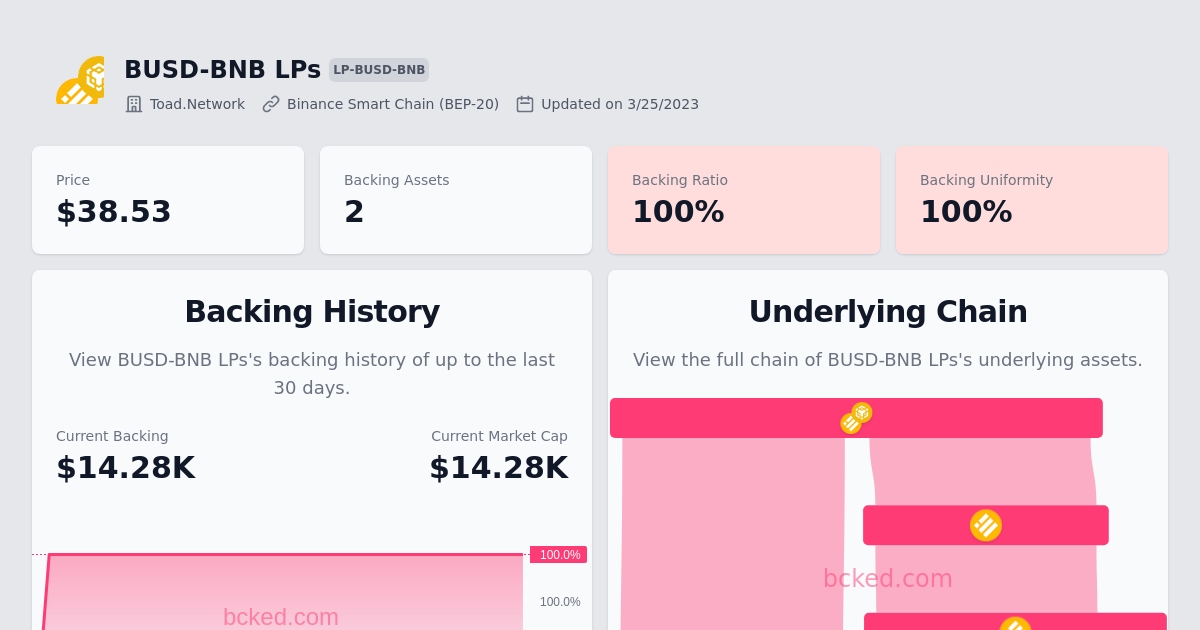 BUSD-BNB LPs LP-BUSD-BNB
Toad.Network Binance Smart Chain (BEP-20) Updated on 3/25/2023
Price
$38.53
Backing Assets
2
Backing Ratio
100%
Backing Uniformity
100%
Backing History
View BUSD-BNB LPs's backing history of up to the last
30 days.
Current Backing
$14.28K
Current Market Cap
$14.28K
100.0%
100.0%
bcked.com
Underlying Chain
View the full chain of BUSD-BNB LPs's underlying assets.
bcked.com